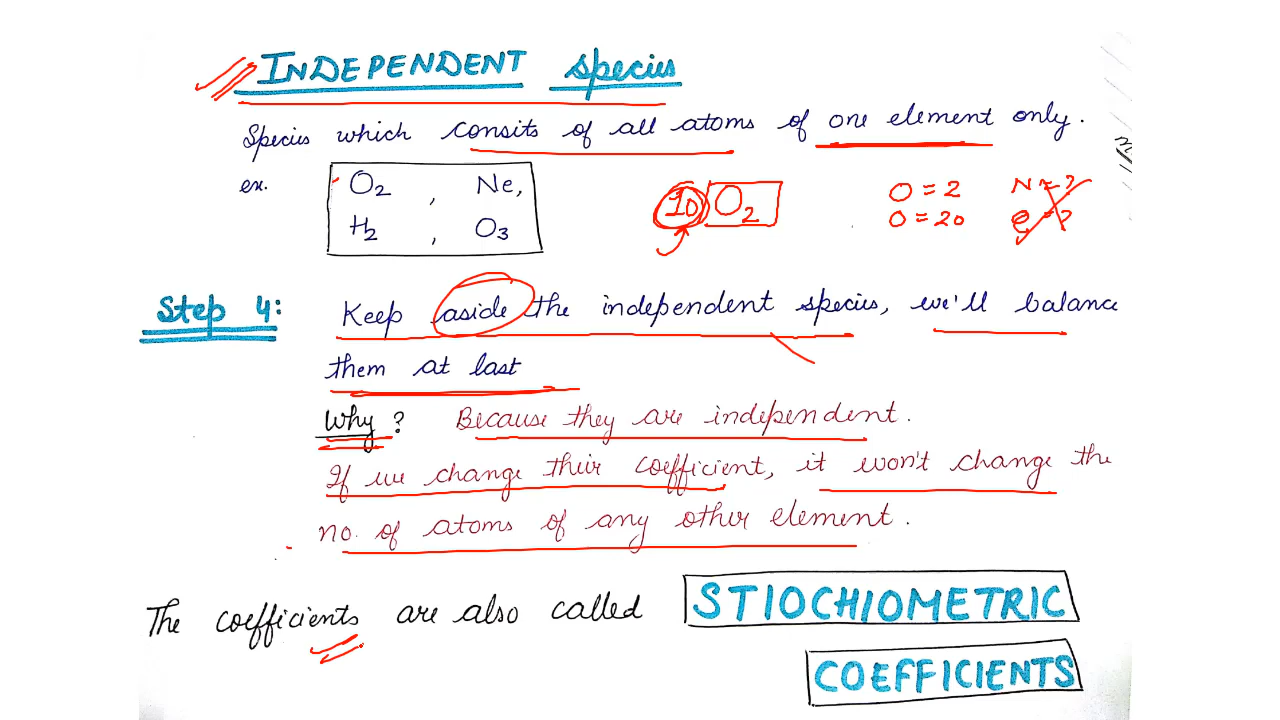 INDEPENDENT species
Species which consits of all atoms of one element only.
ex. O₂ , Ne,
H₂ , O₃
10 O₂
O = 2
O = 20
N = ?
e = ?
Step 4: Keep aside the independent species, we'll balance
them at last
Why? Because they are independent.
If we change their coefficient, it won't change the
no. of atoms of any other element.
The coefficients are also called STIOCHIOMETRIC
COEFFICIENTS